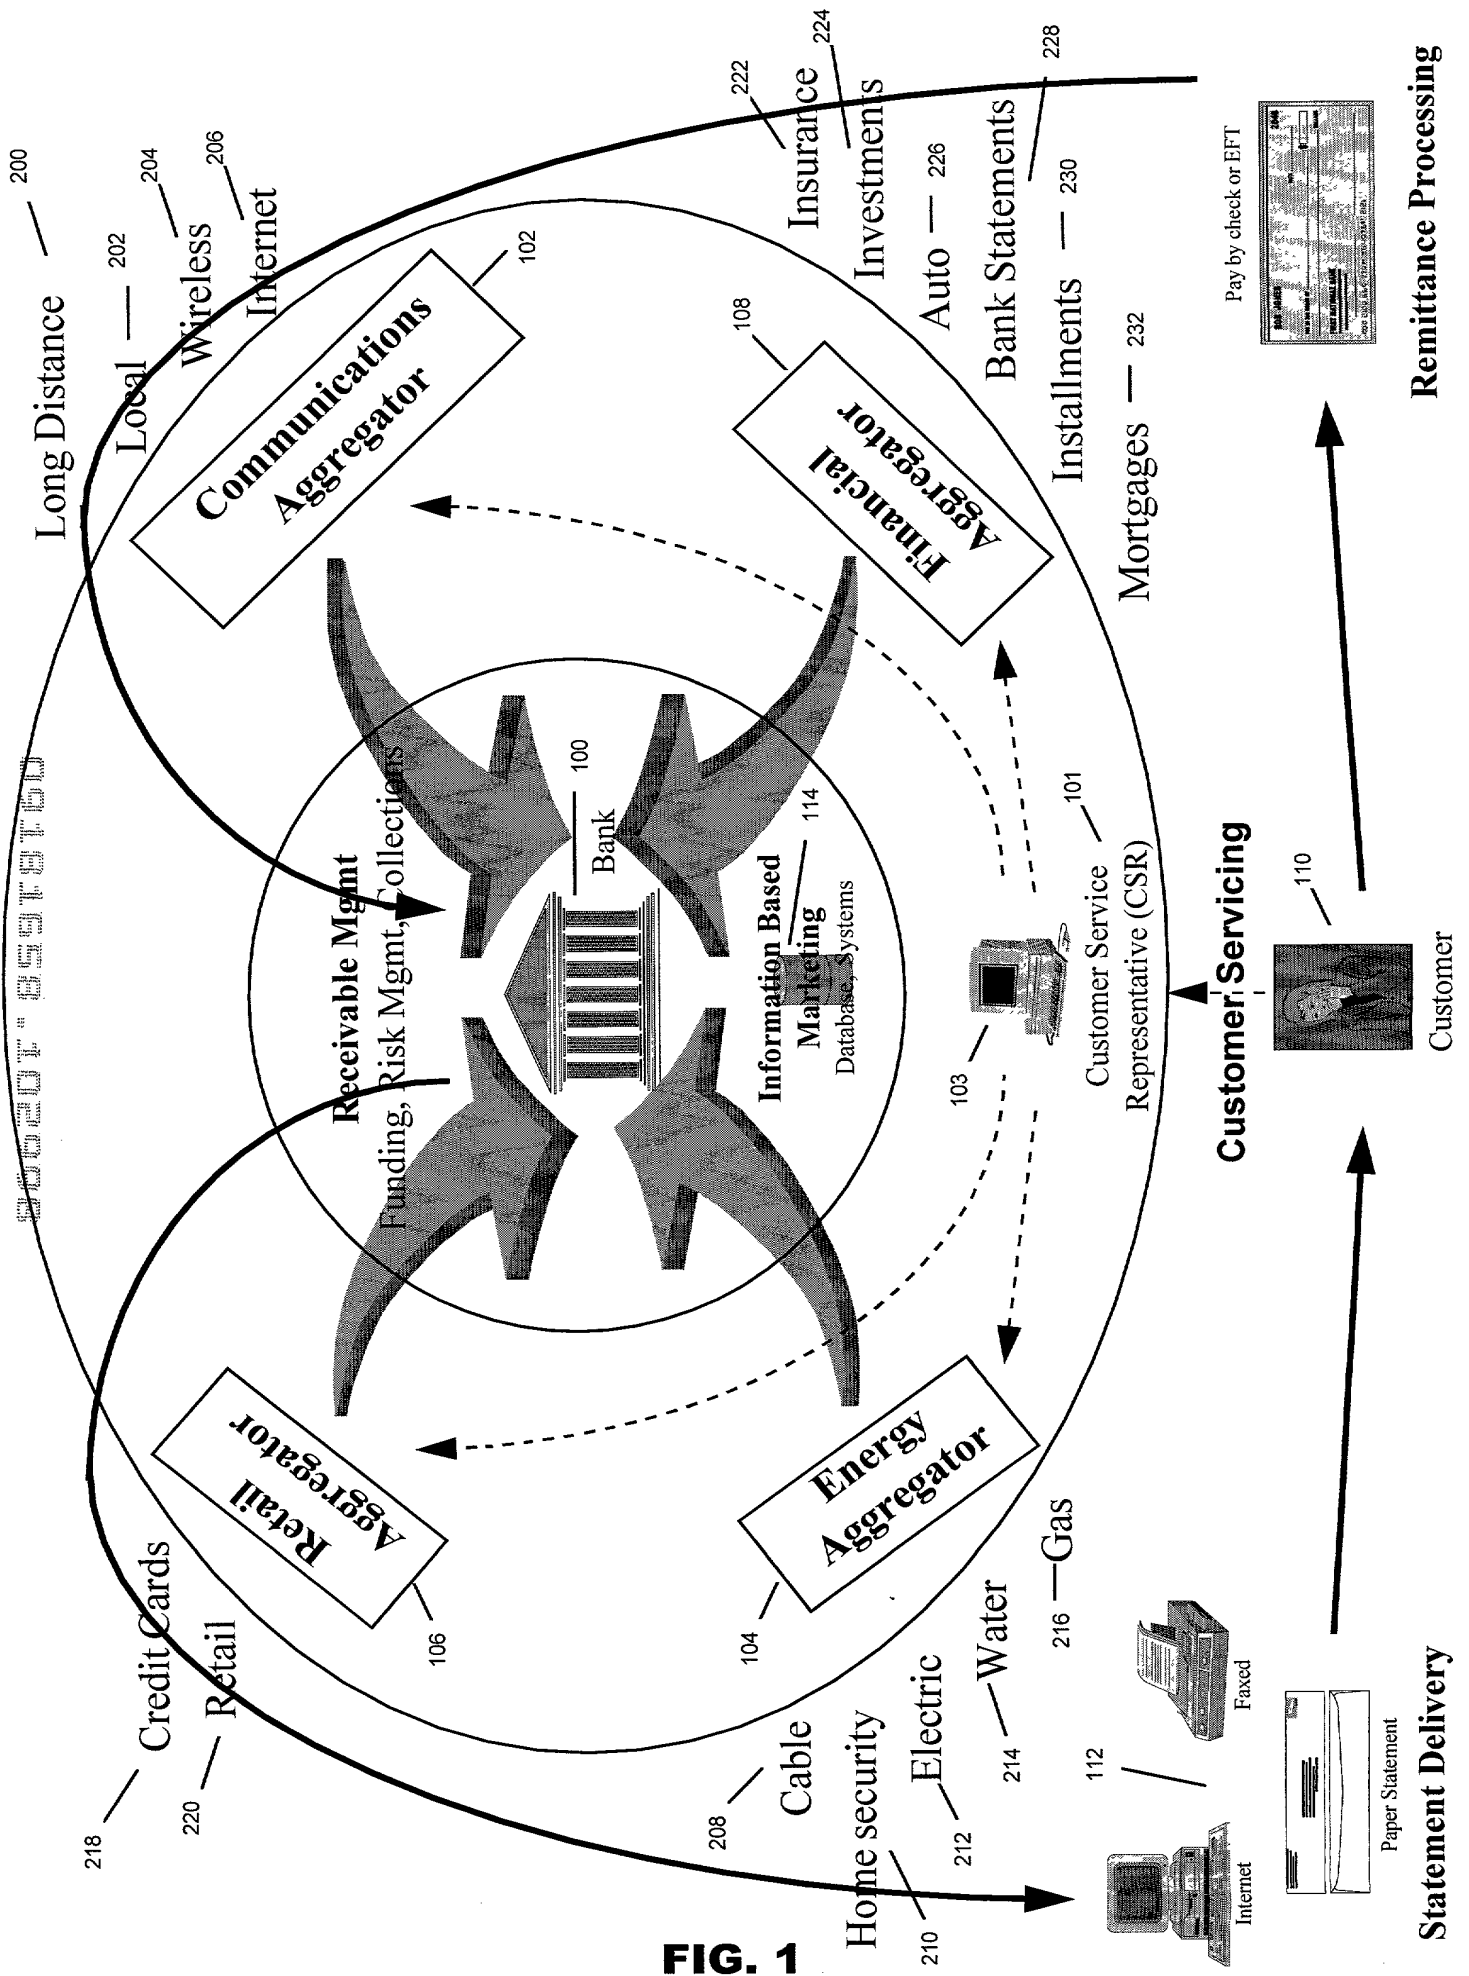 218
Credit Cards
220
Retail
Retail
Aggregator
106
Long Distance
200
Local
202
Wireless
204
Internet
206
Communications
Aggregator
102
Receivable Mgmt
Funding, Risk Mgmt, Collections
100
Bank
Information Based
Marketing
114
Database, Systems
208
Cable
Home security
210
Electric
212
Water
214
216
Gas
104
Energy
Aggregator
222
Insurance
224
Investments
Auto
226
Bank Statements
228
Installments
230
Mortgages
232
108
Financial
Aggregator
103
101
Customer Service
Representative (CSR)
Customer Servicing
110
Customer
112
Internet
Faxed
Paper Statement
Statement Delivery
Pay by check or EFT
Remittance Processing
FIG. 1